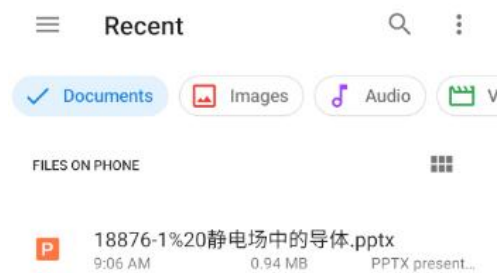 Recent
Documents Images Audio V
FILES ON PHONE
P 18876-1%20静电场中的导体.pptx
9:06 AM 0.94 MB PPTX present...